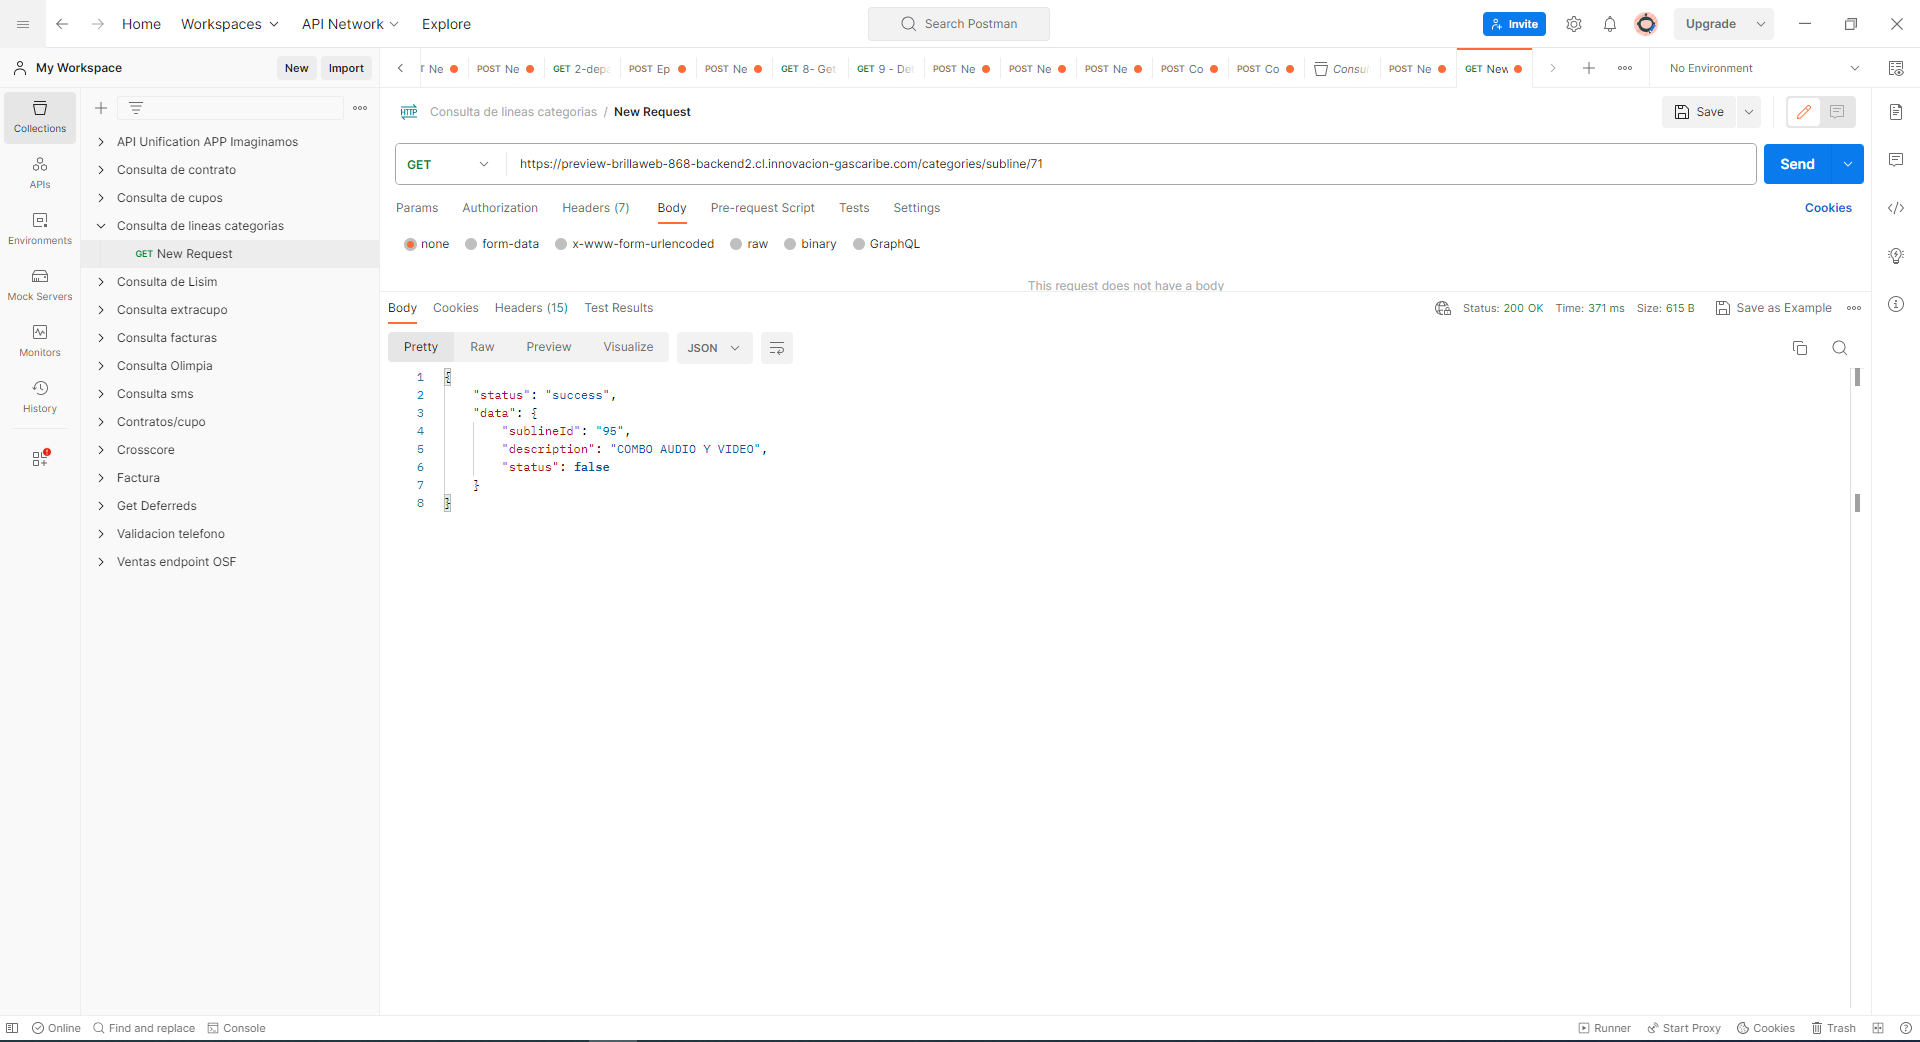 Home Workspaces API Network Explore Search Postman Invite Upgrade
My Workspace New Import
Ne POST Ne GET 2-depa POST Ep POST Ne GET 8- Get GET 9 - Det POST Ne POST Ne POST Ne POST Co POST Co Consul POST Ne GET New No Environment
Collections
APIs
Environments
Mock Servers
Monitors
History
API Unification APP Imaginamos
Consulta de contrato
Consulta de cupos
Consulta de lineas categorias
GET New Request
Consulta de Lisim
Consulta extracupo
Consulta facturas
Consulta Olimpia
Consulta sms
Contratos/cupo
Crosscore
Factura
Get Deferreds
Validacion telefono
Ventas endpoint OSF
HTTP Consulta de lineas categorias / New Request Save
GET https://preview-brillaweb-868-backend2.cl.innovacion-gascaribe.com/categories/subline/71 Send
Params Authorization Headers (7) Body Pre-request Script Tests Settings Cookies
none form-data x-www-form-urlencoded raw binary GraphQL
This request does not have a body
Body Cookies Headers (15) Test Results Status: 200 OK Time: 371 ms Size: 615 B Save as Example
Pretty Raw Preview Visualize JSON
1 {
2 "status": "success",
3 "data": {
4 "sublineId": "95",
5 "description": "COMBO AUDIO Y VIDEO",
6 "status": false
7 }
8 }
Online Find and replace Console Runner Start Proxy Cookies Trash